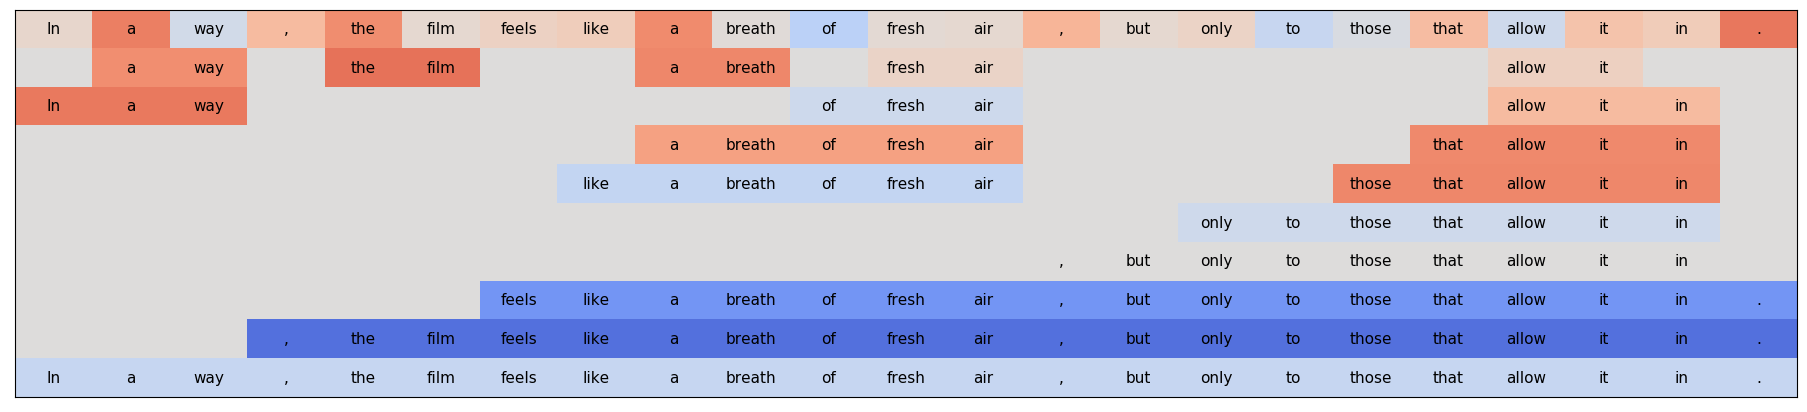 In a way , the film feels like a breath of fresh air , but only to those that allow it in .
a way the film a breath fresh air allow it
In a way of fresh air allow it in
a breath of fresh air that allow it in
like a breath of fresh air those that allow it in
only to those that allow it in
, but only to those that allow it in
feels like a breath of fresh air , but only to those that allow it in .
, the film feels like a breath of fresh air , but only to those that allow it in .
In a way , the film feels like a breath of fresh air , but only to those that allow it in .